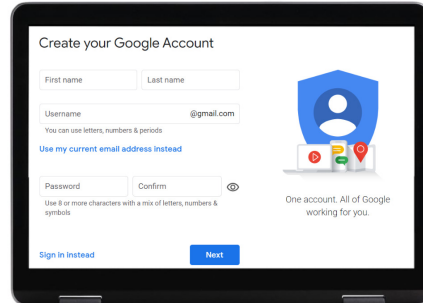 Create your Google Account
First name
Last name
Username
@gmail.com
You can use letters, numbers & periods
Use my current email address instead
Password
Confirm
Use 8 or more characters with a mix of letters, numbers &
symbols
One account. All of Google
working for you.
Sign in instead
Next